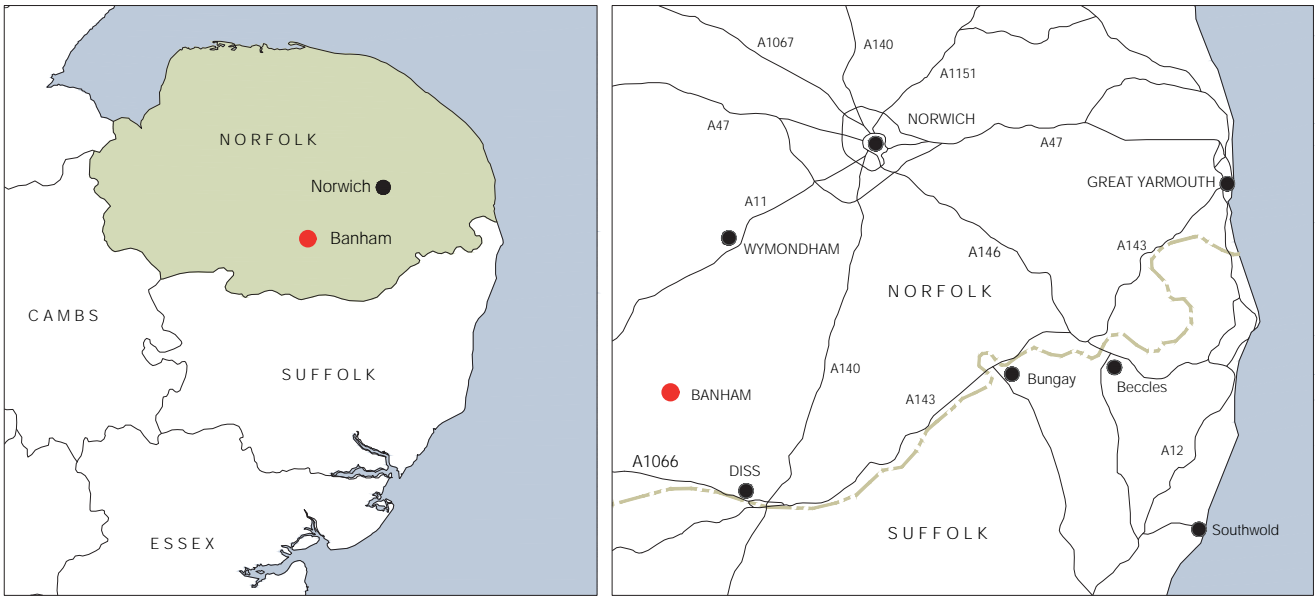 NORFOLK
Norwich
Banham
CAMBS
SUFFOLK
ESSEX
A1067
A140
A1151
A47
NORWICH
A47
GREAT YARMOUTH
A11
WYMONDHAM
A146
A143
NORFOLK
A140
Bungay
Beccles
BANHAM
A143
A12
A1066
DISS
SUFFOLK
Southwold